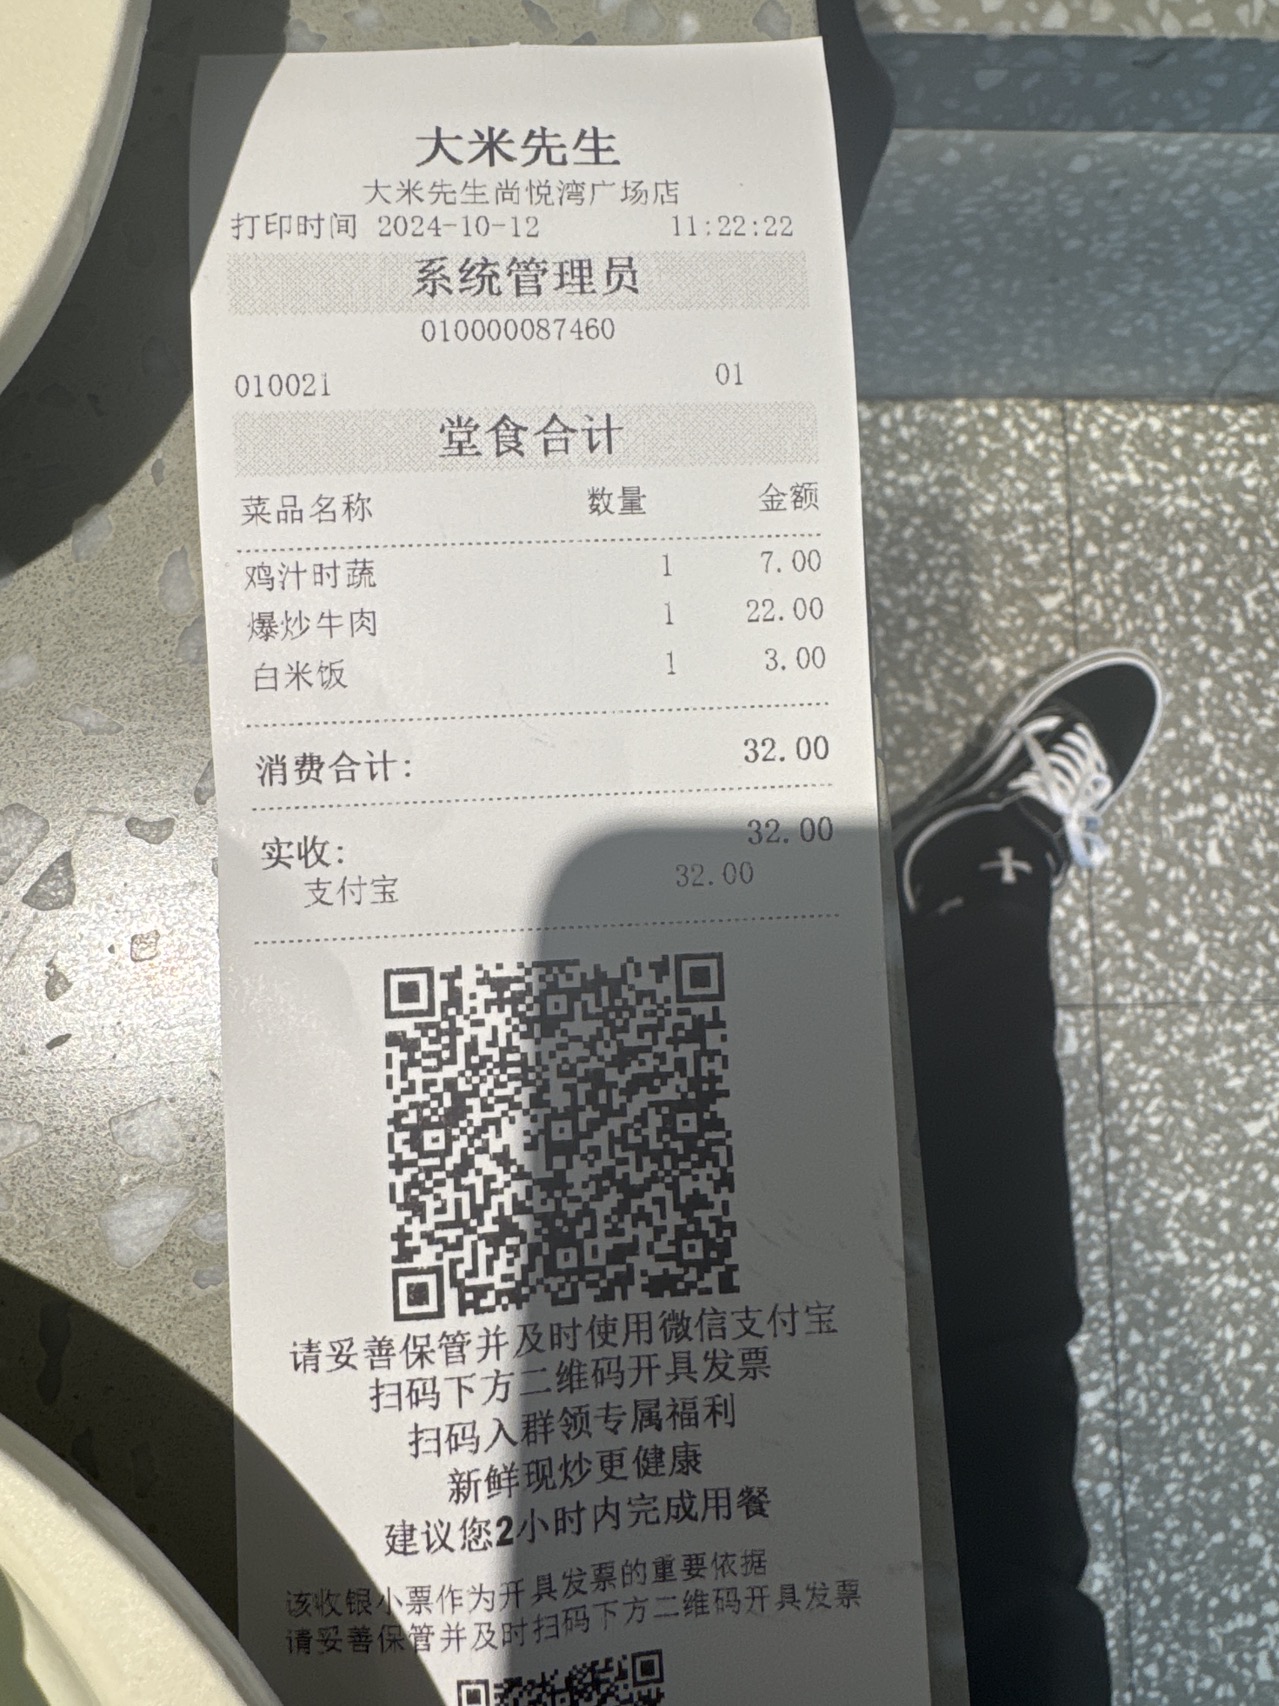 大米先生
大米先生尚悦湾广场店
打印时间 2024-10-12 11:22:22
系统管理员
010000087460
010021 01
堂食合计
菜品名称 数量 金额
鸡汁时蔬 1 7.00
爆炒牛肉 1 22.00
白米饭 1 3.00
消费合计: 32.00
实收: 32.00
支付宝 32.00
请妥善保管并及时使用微信支付宝
扫码下方二维码开具发票
扫码入群领专属福利
新鲜现炒更健康
建议您2小时内完成用餐
该收银小票作为开具发票的重要依据
请妥善保管并及时扫码下方二维码开具发票